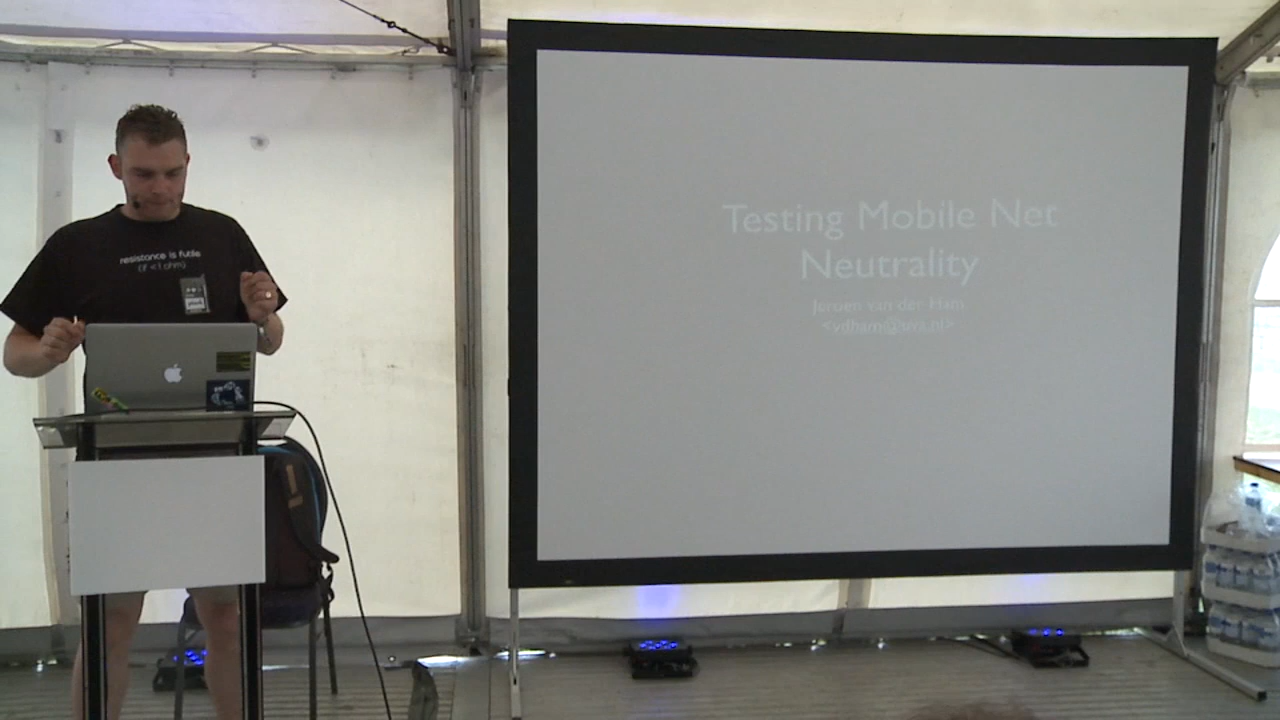 resistance is futile
(if <1 ohm)
Testing Mobile Net
Neutrality
Jeroen van der Ham
<vdham@uva.nl>